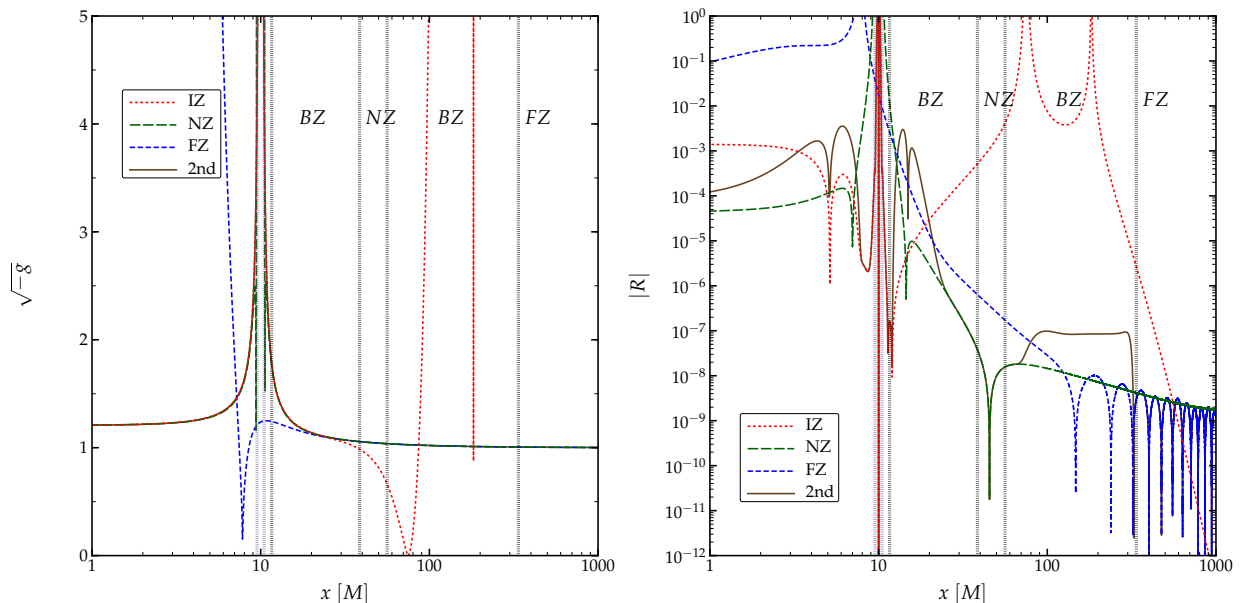 5
4
3
2
1
0
√−g
IZ
NZ
FZ
2nd
BZ
NZ
BZ
FZ
1
10
100
1000
x [M]
10⁰
10⁻¹
10⁻²
10⁻³
10⁻⁴
10⁻⁵
10⁻⁶
10⁻⁷
10⁻⁸
10⁻⁹
10⁻¹⁰
10⁻¹¹
10⁻¹²
|R|
BZ
NZ
BZ
FZ
IZ
NZ
FZ
2nd
1
10
100
1000
x [M]